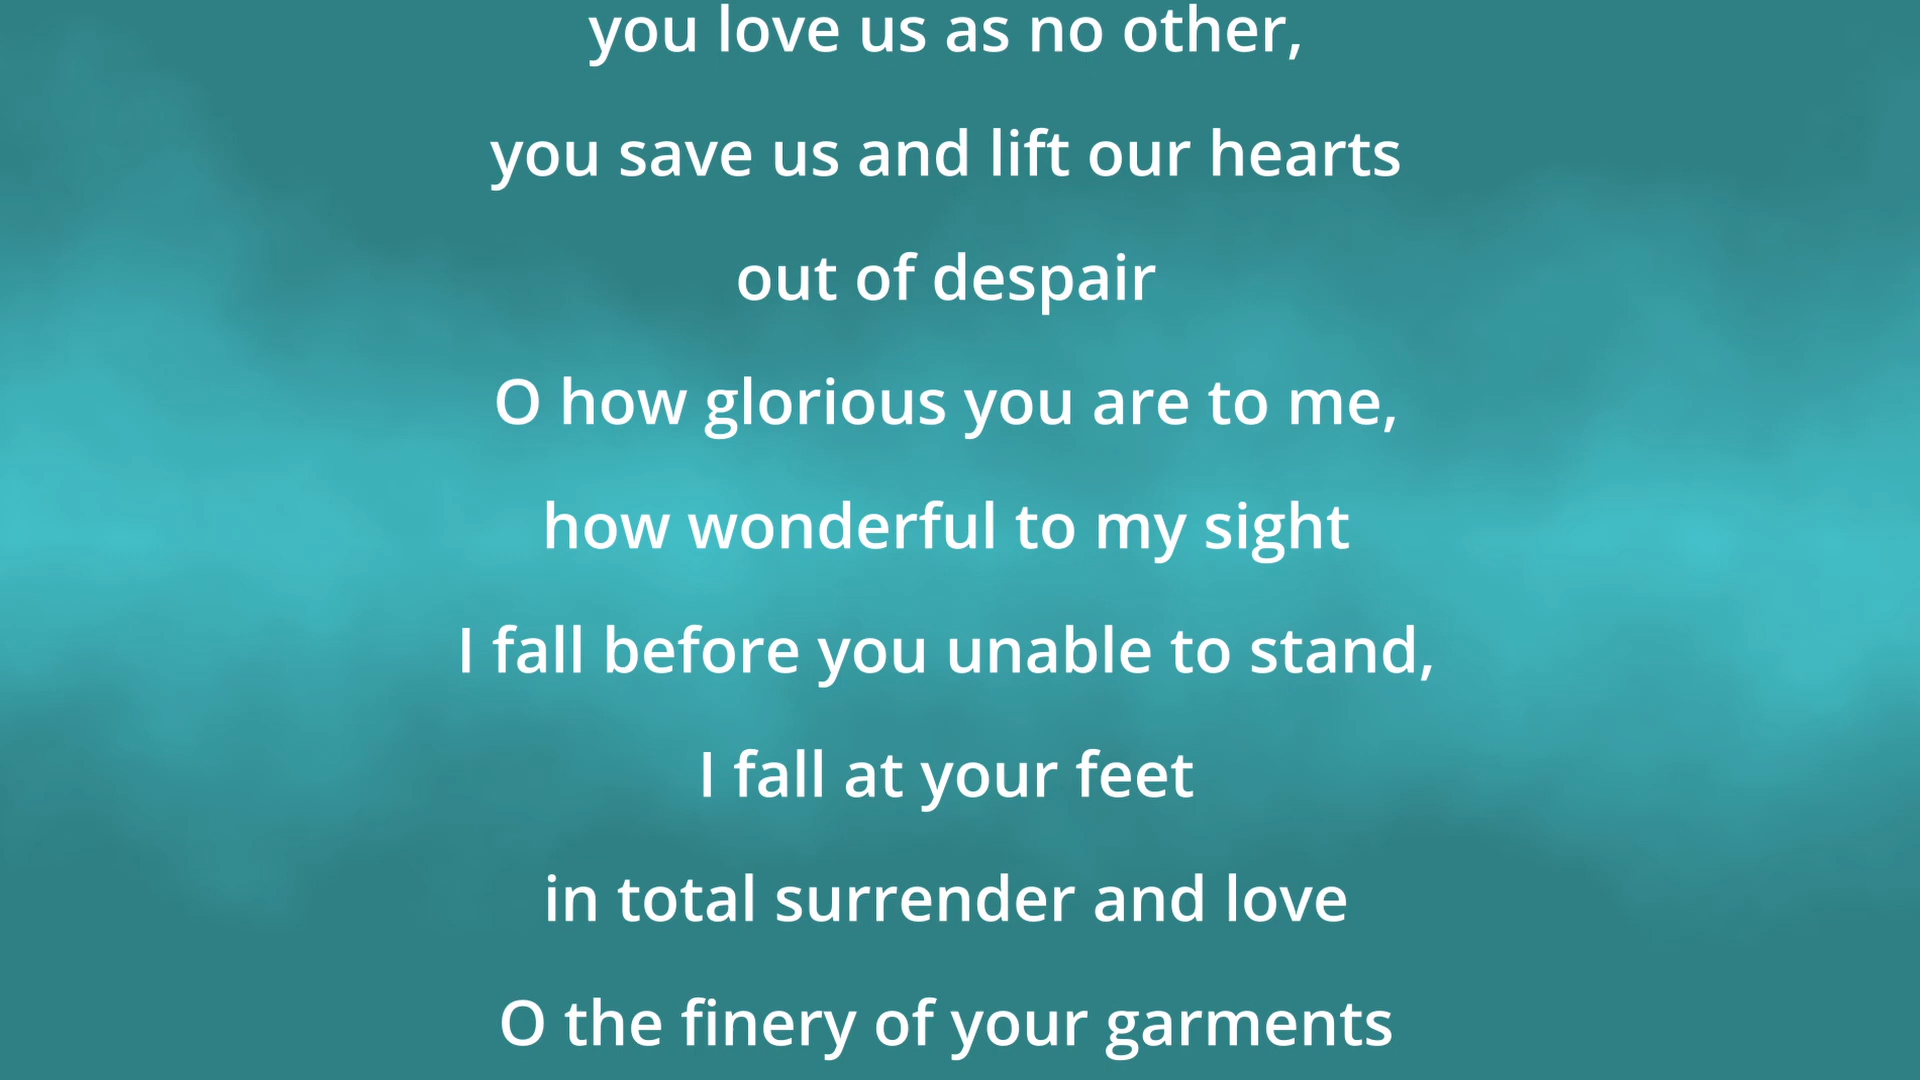 you love us as no other,
you save us and lift our hearts
out of despair
O how glorious you are to me,
how wonderful to my sight
I fall before you unable to stand,
I fall at your feet
in total surrender and love
O the finery of your garments